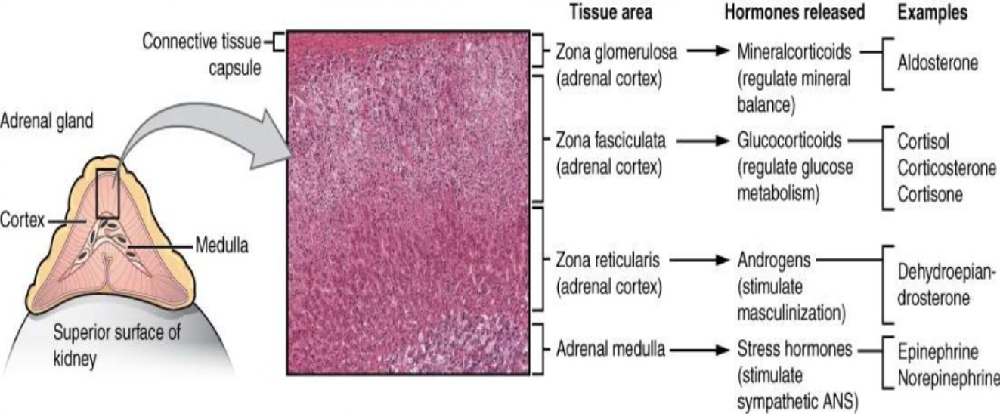 Tissue area
Hormones released
Examples
Connective tissue
capsule
Zona glomerulosa
(adrenal cortex)
Mineralcorticoids
(regulate mineral
balance)
Aldosterone
Adrenal gland
Zona fasciculata
(adrenal cortex)
Glucocorticoids
(regulate glucose
metabolism)
Cortisol
Corticosterone
Cortisone
Cortex
Medulla
Zona reticularis
(adrenal cortex)
Androgens
(stimulate
masculinization)
Dehydroepian-
drosterone
Superior surface of
kidney
Adrenal medulla
Stress hormones
(stimulate
sympathetic ANS)
Epinephrine
Norepinephrine